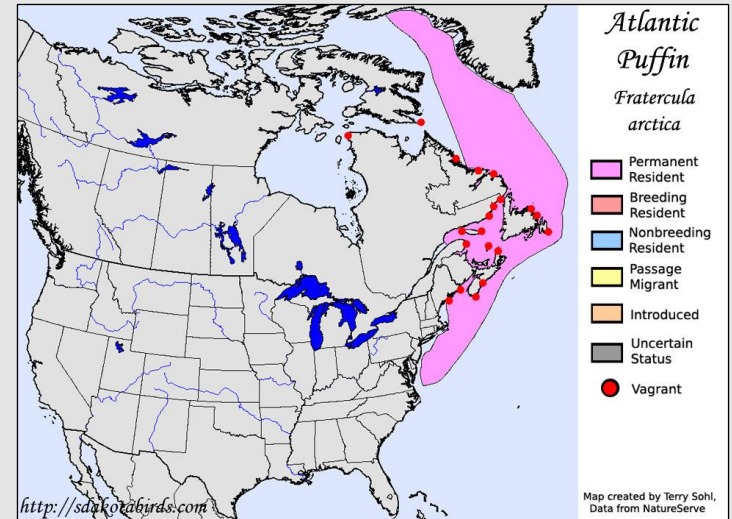 Atlantic
Puffin
Fratercula
arctica
Permanent
Resident
Breeding
Resident
Nonbreeding
Resident
Passage
Migrant
Introduced
Uncertain
Status
Vagrant
Map created by Terry Sohl,
Data from NatureServe
http://sdakotabirds.com